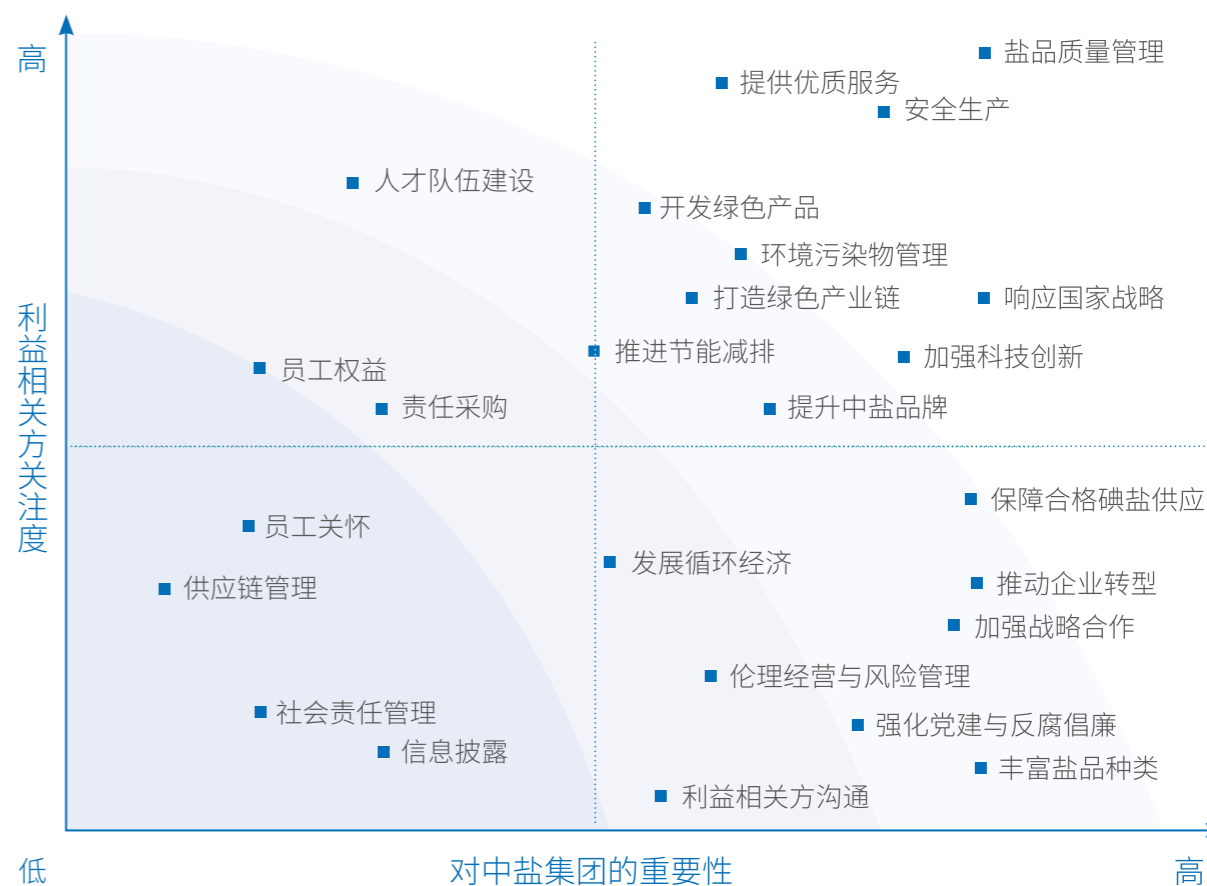 高
盐品质量管理
提供优质服务
安全生产
人才队伍建设
开发绿色产品
环境污染物管理
打造绿色产业链
响应国家战略
利益相关方关注度
推进节能减排
加强科技创新
员工权益
责任采购
提升中盐品牌
保障合格碘盐供应
员工关怀
发展循环经济
供应链管理
推动企业转型
加强战略合作
伦理经营与风险管理
社会责任管理
强化党建与反腐倡廉
信息披露
丰富盐品种类
利益相关方沟通
低
对中盐集团的重要性
高